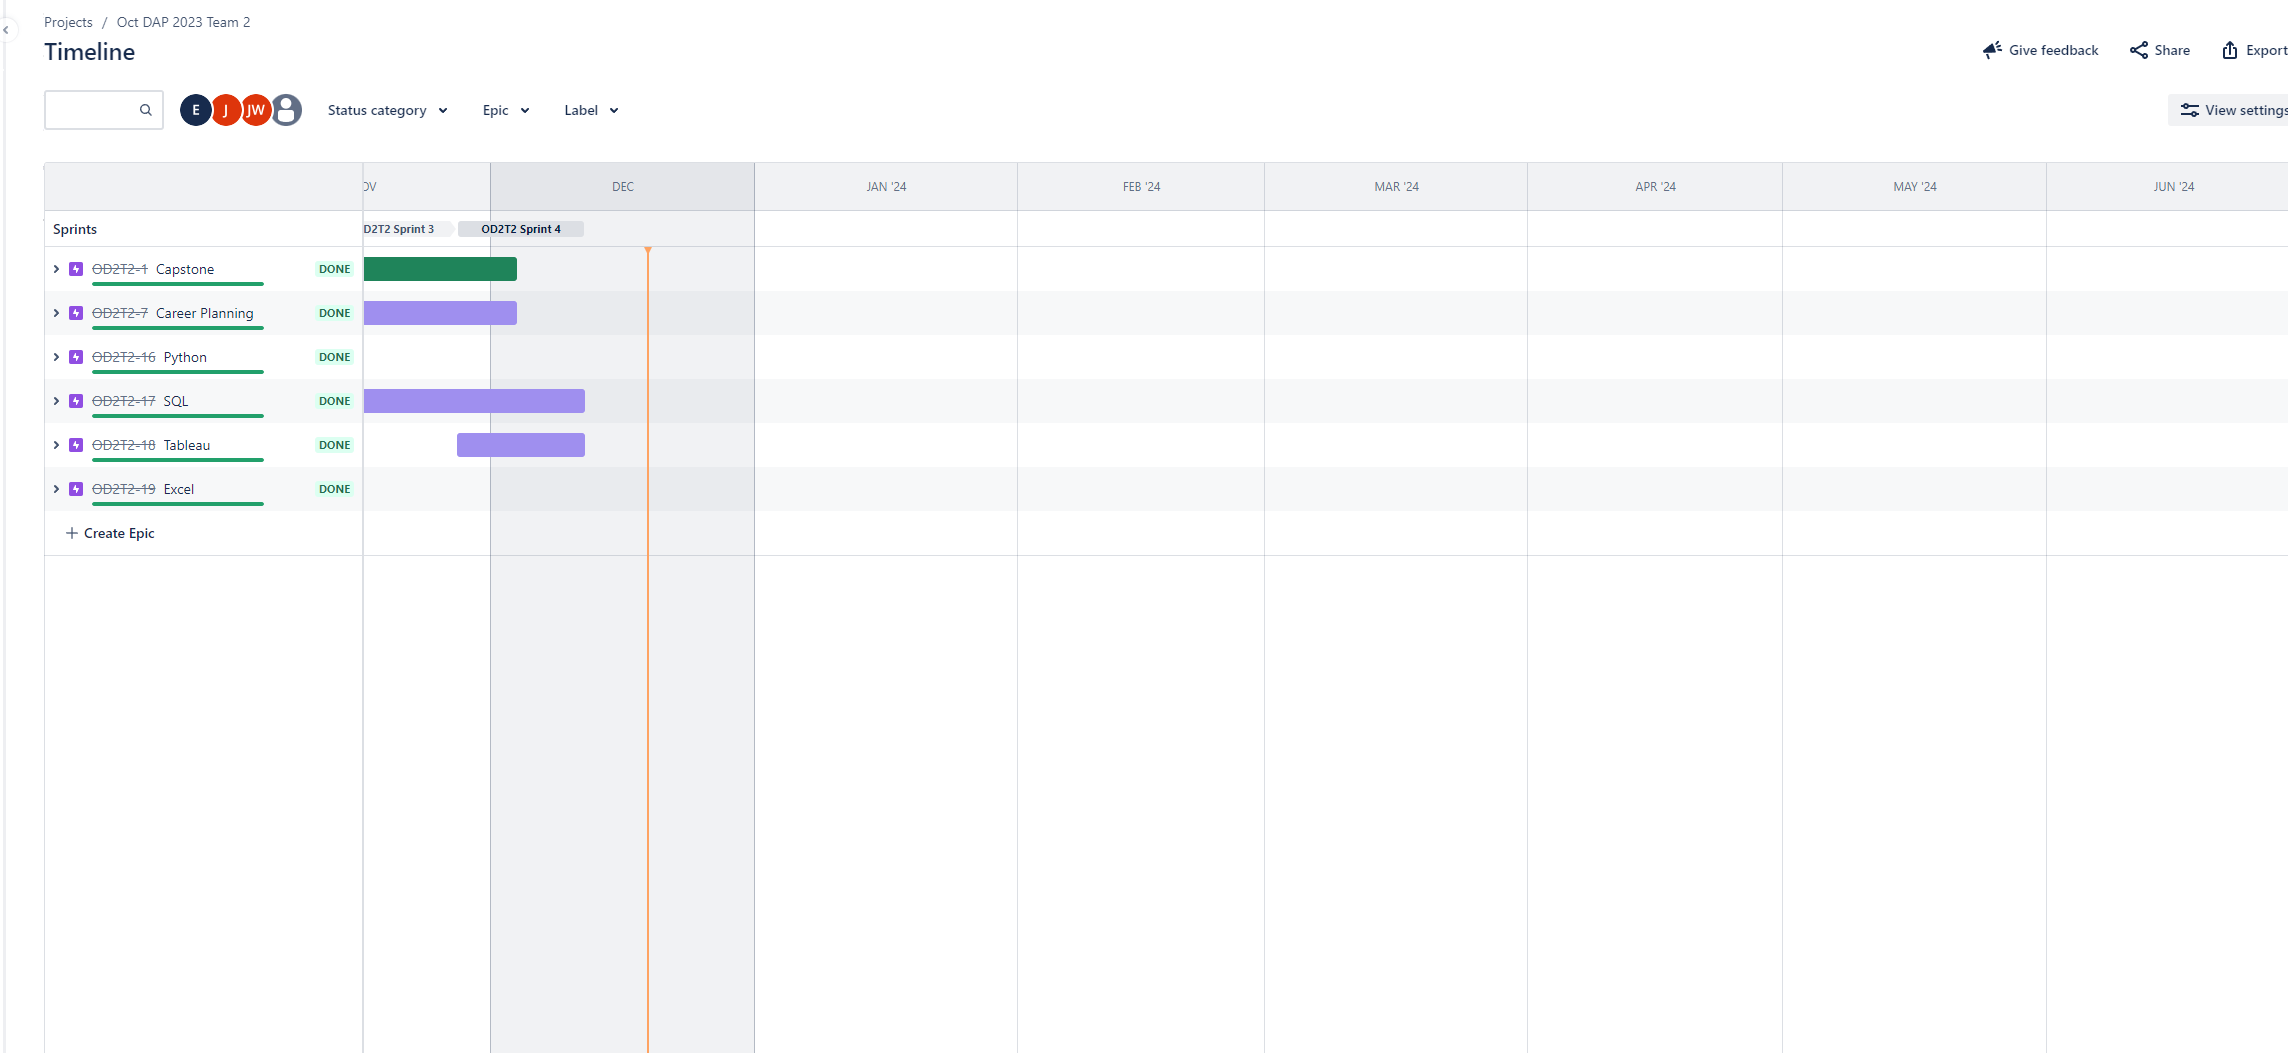 Projects / Oct DAP 2023 Team 2
Timeline
Give feedback Share Export
E J JW Status category Epic Label View settings
OV DEC JAN '24 FEB '24 MAR '24 APR '24 MAY '24 JUN '24
Sprints D2T2 Sprint 3 OD2T2 Sprint 4
OD2T2-1 Capstone DONE
OD2T2-7 Career Planning DONE
OD2T2-16 Python DONE
OD2T2-17 SQL DONE
OD2T2-18 Tableau DONE
OD2T2-19 Excel DONE
+ Create Epic